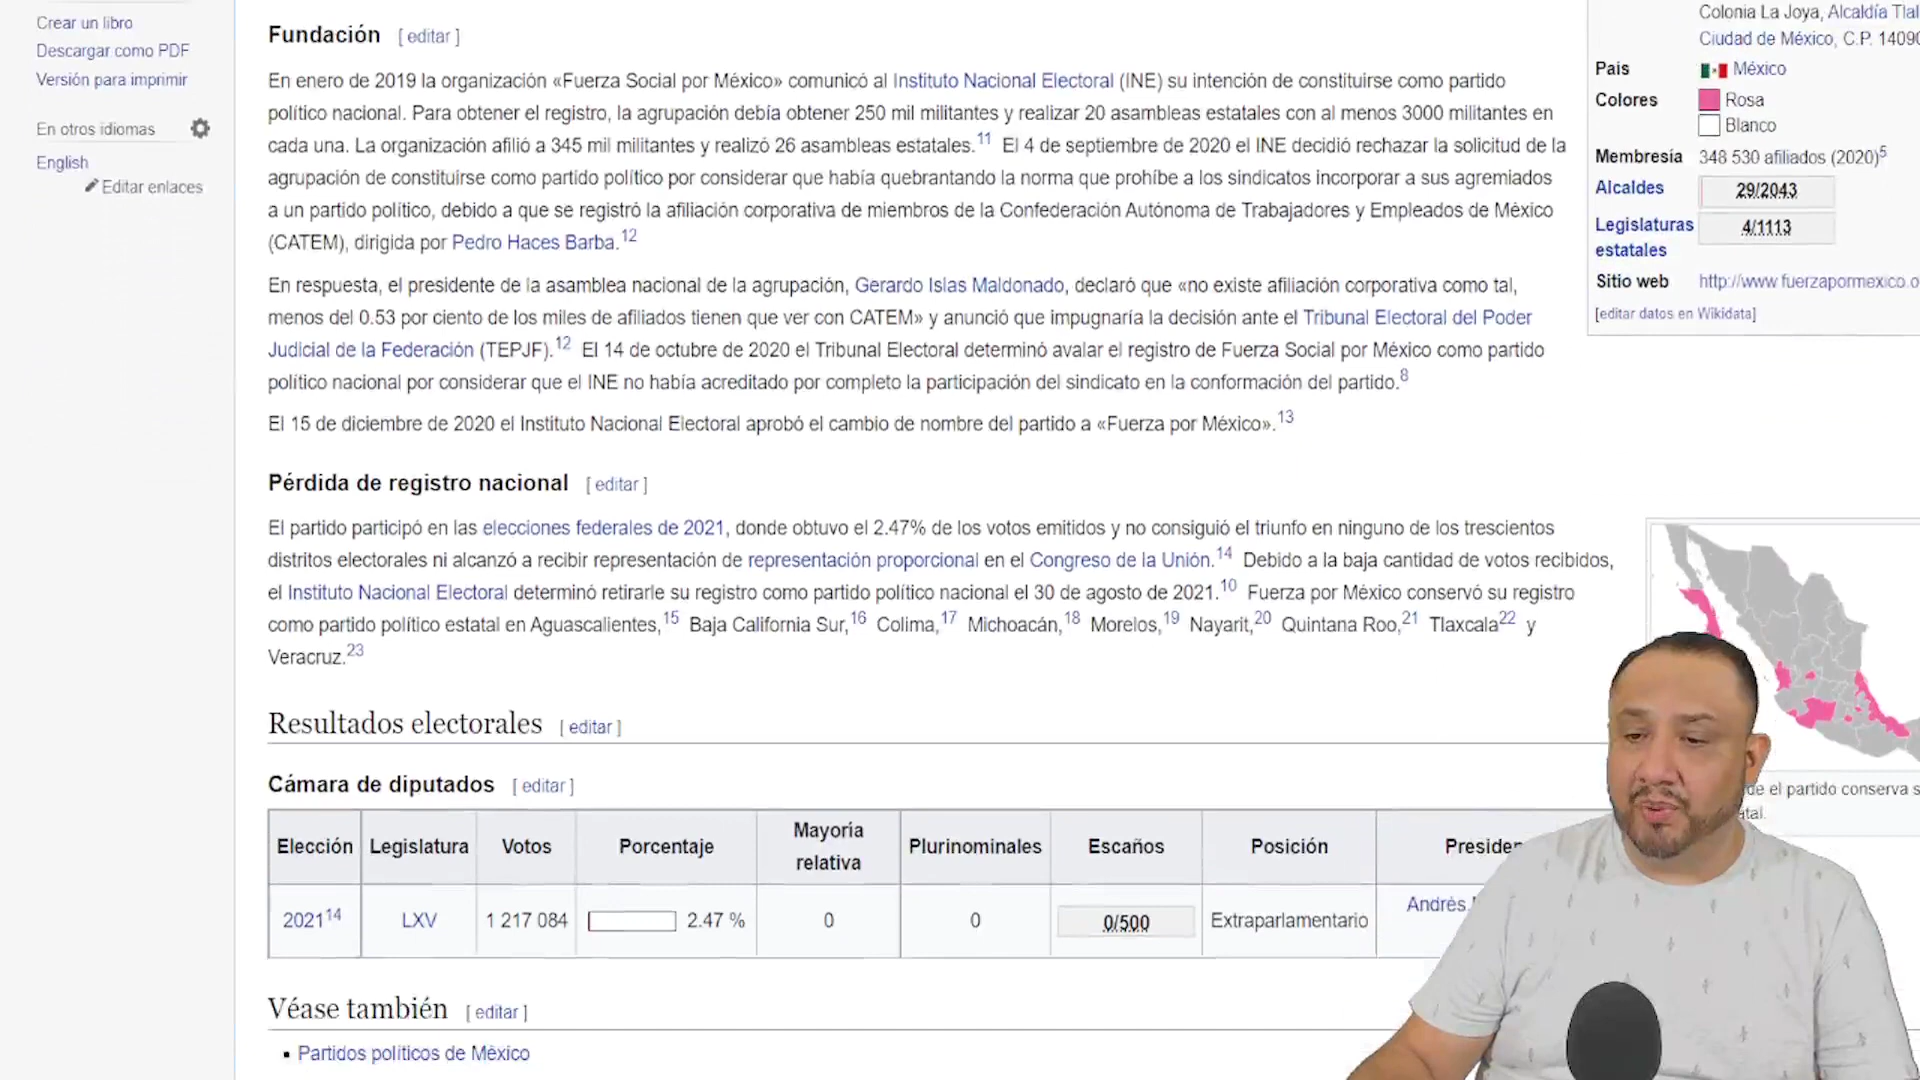 Crear un libro
Descargar como PDF
Versión para imprimir
En otros idiomas
English
Editar enlaces
Fundación [ editar ]
En enero de 2019 la organización «Fuerza Social por México» comunicó al Instituto Nacional Electoral (INE) su intención de constituirse como partido
político nacional. Para obtener el registro, la agrupación debía obtener 250 mil militantes y realizar 20 asambleas estatales con al menos 3000 militantes en
cada una. La organización afilió a 345 mil militantes y realizó 26 asambleas estatales.11 El 4 de septiembre de 2020 el INE decidió rechazar la solicitud de la
agrupación de constituirse como partido político por considerar que había quebrantando la norma que prohíbe a los sindicatos incorporar a sus agremiados
a un partido político, debido a que se registró la afiliación corporativa de miembros de la Confederación Autónoma de Trabajadores y Empleados de México
(CATEM), dirigida por Pedro Haces Barba.12
En respuesta, el presidente de la asamblea nacional de la agrupación, Gerardo Islas Maldonado, declaró que «no existe afiliación corporativa como tal,
menos del 0.53 por ciento de los miles de afiliados tienen que ver con CATEM» y anunció que impugnaría la decisión ante el Tribunal Electoral del Poder
Judicial de la Federación (TEPJF).12 El 14 de octubre de 2020 el Tribunal Electoral determinó avalar el registro de Fuerza Social por México como partido
político nacional por considerar que el INE no había acreditado por completo la participación del sindicato en la conformación del partido.8
El 15 de diciembre de 2020 el Instituto Nacional Electoral aprobó el cambio de nombre del partido a «Fuerza por México».13
Pérdida de registro nacional [ editar ]
El partido participó en las elecciones federales de 2021, donde obtuvo el 2.47% de los votos emitidos y no consiguió el triunfo en ninguno de los trescientos
distritos electorales ni alcanzó a recibir representación de representación proporcional en el Congreso de la Unión.14 Debido a la baja cantidad de votos recibidos,
el Instituto Nacional Electoral determinó retirarle su registro como partido político nacional el 30 de agosto de 2021.10 Fuerza por México conservó su registro
como partido político estatal en Aguascalientes,15 Baja California Sur,16 Colima,17 Michoacán,18 Morelos,19 Nayarit,20 Quintana Roo,21 Tlaxcala22 y
Veracruz.23
Resultados electorales [ editar ]
Cámara de diputados [ editar ]
Elección Legislatura Votos Porcentaje Mayoría relativa Plurinominales Escaños Posición Presiden
202114 LXV 1 217 084 2.47 % 0 0 0/500 Extraparlamentario Andrés
Véase también [ editar ]
Partidos políticos de México
Colonia La Joya, Alcaldía Tlal
Ciudad de México, C.P. 1409
País México
Colores Rosa
Blanco
Membresía 348 530 afiliados (2020)5
Alcaldes 29/2043
Legislaturas estatales 4/1113
Sitio web http://www.fuerzapormexico.o
[editar datos en Wikidata]
de el partido conserva s
atal.